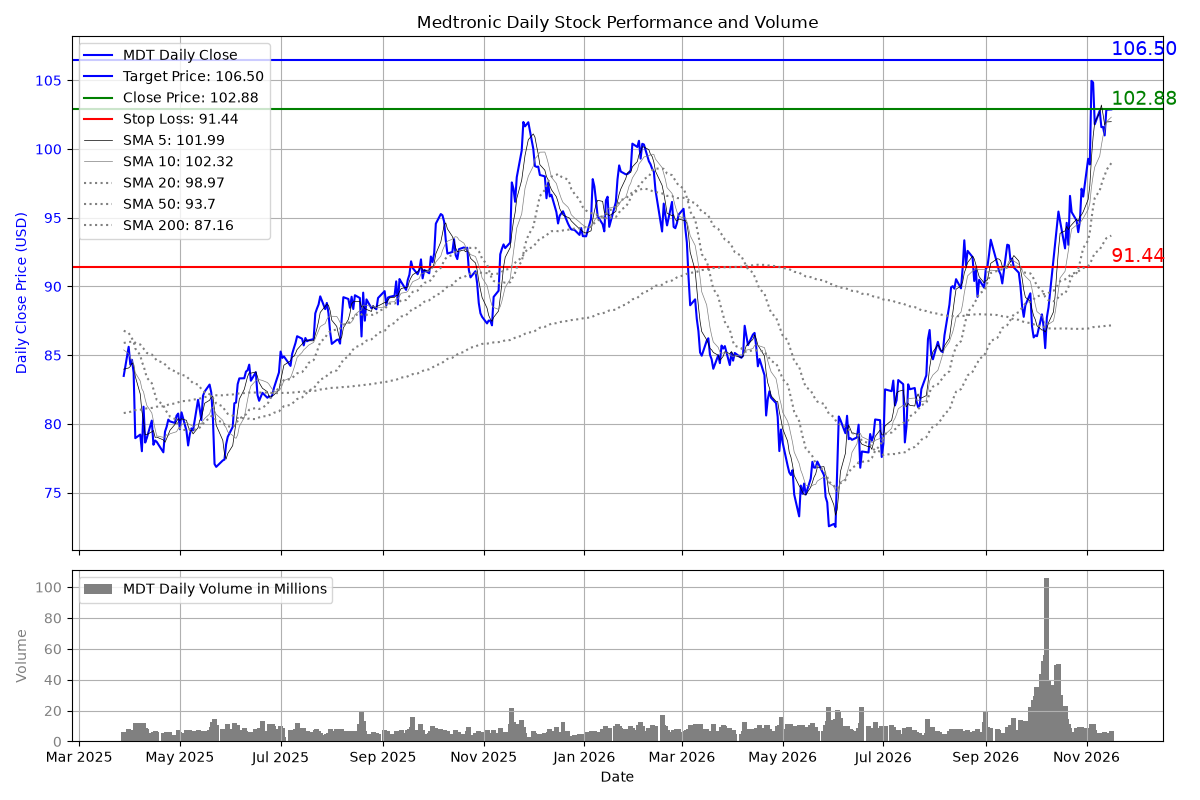 Medtronic Daily Stock Performance and Volume
106.50
102.88
91.44
MDT Daily Close
Target Price: 106.50
Close Price: 102.88
Stop Loss: 91.44
SMA 5: 101.99
SMA 10: 102.32
SMA 20: 98.97
SMA 50: 93.7
SMA 200: 87.16
Daily Close Price (USD)
105
100
95
90
85
80
75
MDT Daily Volume in Millions
Volume
100
80
60
40
20
0
Mar 2025 May 2025 Jul 2025 Sep 2025 Nov 2025 Jan 2026 Mar 2026 May 2026 Jul 2026 Sep 2026 Nov 2026
Date